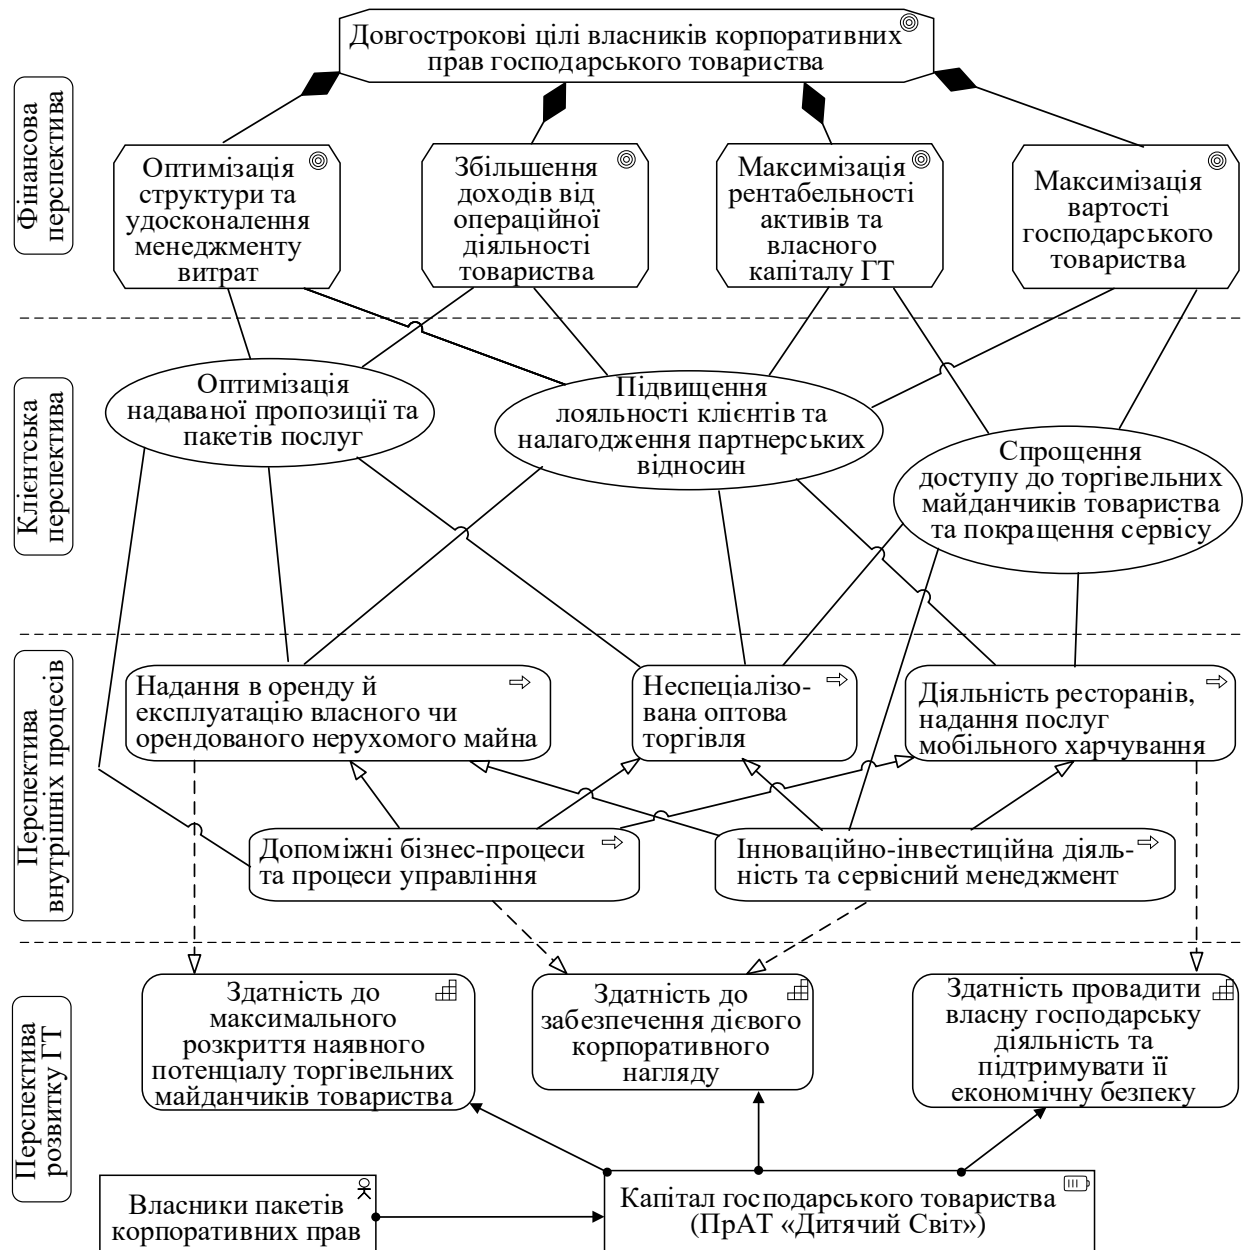 Довгострокові цілі власників корпоративних
прав господарського товариства
Фінансова
перспектива
Оптимізація
структури та
удосконалення
менеджменту
витрат
Збільшення
доходів від
операційної
діяльності
товариства
Максимізація
рентабельності
активів та
власного
капіталу ГТ
Максимізація
вартості
господарського
товариства
Клієнтська
перспектива
Оптимізація
надаваної пропозиції та
пакетів послуг
Підвищення
лояльності клієнтів та
налагодження партнерських
відносин
Спрощення
доступу до торгівельних
майданчиків товариства
та покращення сервісу
Перспектива
внутрішніх процесів
Надання в оренду й
експлуатацію власного чи
орендованого нерухомого майна
Неспеціалізо-
вана оптова
торгівля
Діяльність ресторанів,
надання послуг
мобільного харчування
Допоміжні бізнес-процеси
та процеси управління
Інноваційно-інвестиційна діяль-
ність та сервісний менеджмент
Перспектива
розвитку ГТ
Здатність до
максимального
розкриття наявного
потенціалу торгівельних
майданчиків товариства
Здатність до
забезпечення дієвого
корпоративного
нагляду
Здатність провадити
власну господарську
діяльність та
підтримувати її
економічну безпеку
Власники пакетів
корпоративних прав
Капітал господарського товариства
(ПрАТ «Дитячий Світ»)